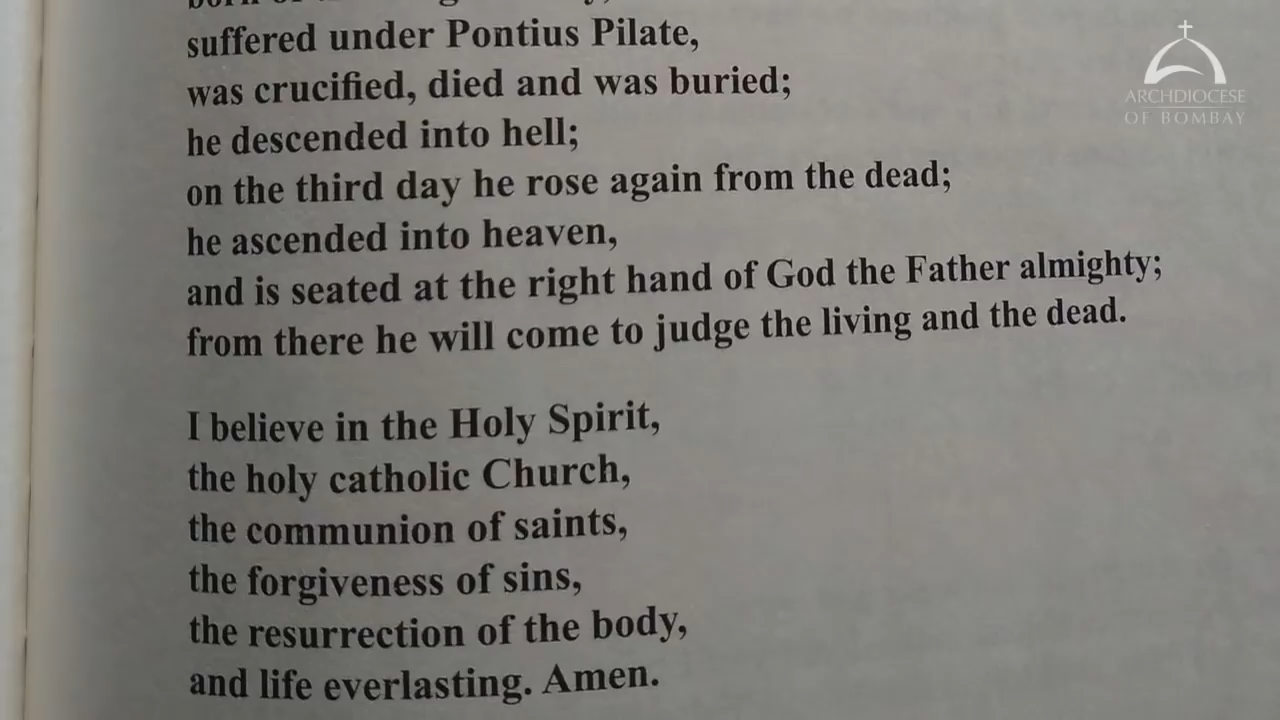 suffered under Pontius Pilate,
was crucified, died and was buried;
he descended into hell;
on the third day he rose again from the dead;
he ascended into heaven,
and is seated at the right hand of God the Father almighty;
from there he will come to judge the living and the dead.
I believe in the Holy Spirit,
the holy catholic Church,
the communion of saints,
the forgiveness of sins,
the resurrection of the body,
and life everlasting. Amen.
ARCHDIOCESE
OF BOMBAY